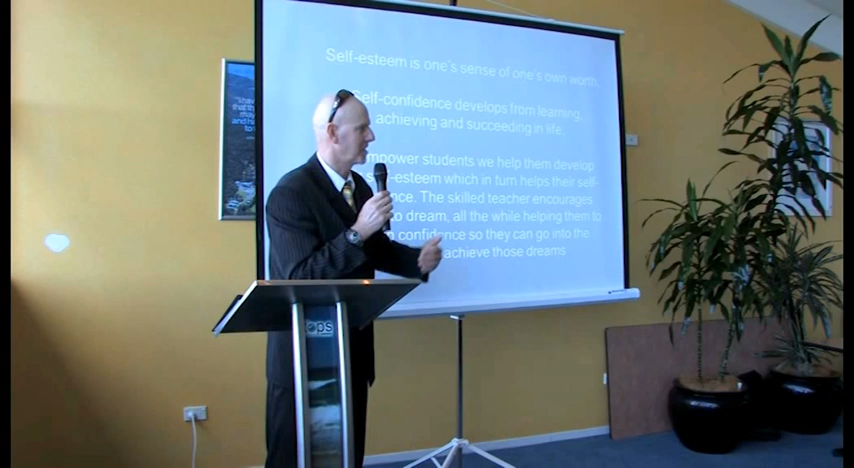 Self-esteem is one's sense of one's own worth.
Self-confidence develops from learning,
achieving and succeeding in life.
empower students we help them develop
self-esteem which in turn helps their self-
The skilled teacher encourages
to dream, all the while helping them to
confidence so they can go into the
achieve those dreams
ops